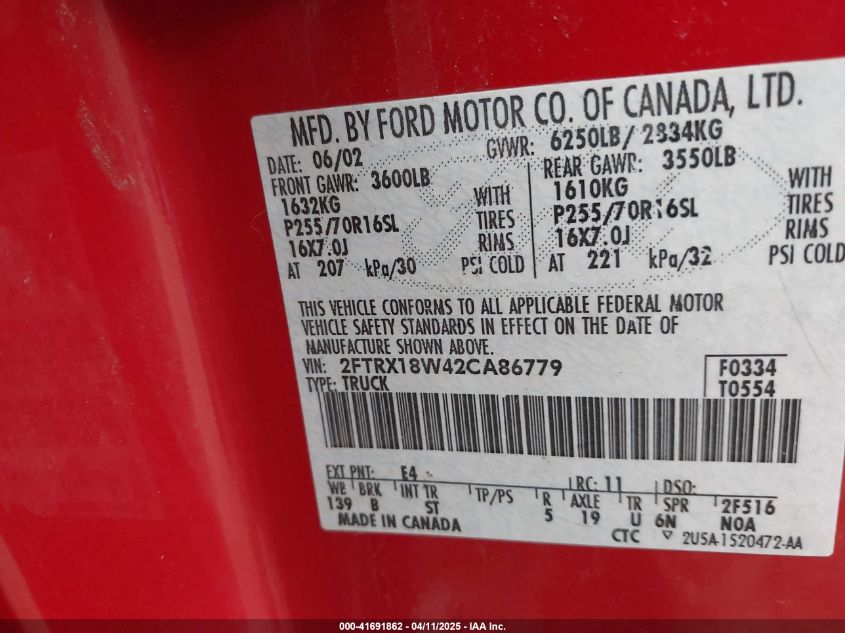 MFD. BY FORD MOTOR CO. OF CANADA, LTD.
DATE: 06/02 GVWR: 6250LB/ 2834KG
FRONT GAWR: 3600LB REAR GAWR: 3550LB
1632KG WITH 1610KG WITH
P255/70R16SL TIRES P255/70R16SL TIRES
16X7.0J RIMS 16X7.0J RIMS
AT 207 kPa/30 PSI COLD AT 221 kPa/32 PSI COLD
THIS VEHICLE CONFORMS TO ALL APPLICABLE FEDERAL MOTOR
VEHICLE SAFETY STANDARDS IN EFFECT ON THE DATE OF
MANUFACTURE SHOWN ABOVE.
VIN: 2FTRX18W42CA86779 F0334
TYPE: TRUCK T0554
EXT PNT: E4 RC: 11 DSO:
WB BRK INT TR TP/PS R AXLE TR SPR 2F516
139 B ST 5 19 U 6N NOA
MADE IN CANADA CTC ▽ 2U5A-1520472-AA
000-41691862 - 04/11/2025 - IAA Inc.